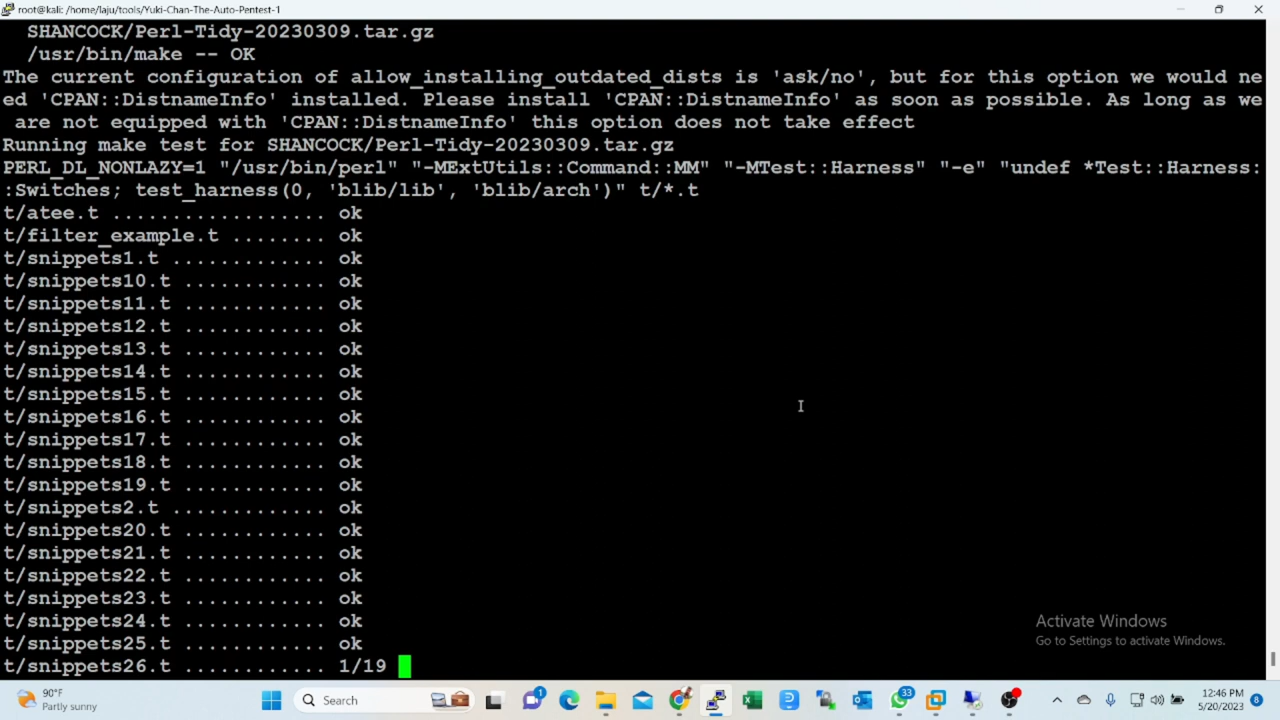 root@kali: /home/laju/tools/Yuki-Chan-The-Auto-Pentest-1
SHANCOCK/Perl-Tidy-20230309.tar.gz
/usr/bin/make -- OK
The current configuration of allow_installing_outdated_dists is 'ask/no', but for this option we would ne
ed 'CPAN::DistnameInfo' installed. Please install 'CPAN::DistnameInfo' as soon as possible. As long as we
are not equipped with 'CPAN::DistnameInfo' this option does not take effect
Running make test for SHANCOCK/Perl-Tidy-20230309.tar.gz
PERL_DL_NONLAZY=1 "/usr/bin/perl" "-MExtUtils::Command::MM" "-MTest::Harness" "-e" "undef *Test::Harness:
:Switches; test_harness(0, 'blib/lib', 'blib/arch')" t/*.t
t/atee.t ................... ok
t/filter_example.t ........ ok
t/snippets1.t ............. ok
t/snippets10.t ............ ok
t/snippets11.t ............ ok
t/snippets12.t ............ ok
t/snippets13.t ............ ok
t/snippets14.t ............ ok
t/snippets15.t ............ ok
t/snippets16.t ............ ok
t/snippets17.t ............ ok
t/snippets18.t ............ ok
t/snippets19.t ............ ok
t/snippets2.t ............. ok
t/snippets20.t ............ ok
t/snippets21.t ............ ok
t/snippets22.t ............ ok
t/snippets23.t ............ ok
t/snippets24.t ............ ok
t/snippets25.t ............ ok
t/snippets26.t ............ 1/19
Activate Windows
Go to Settings to activate Windows.
90°F
Partly sunny
Search
1
33
12:46 PM
5/20/2023
8